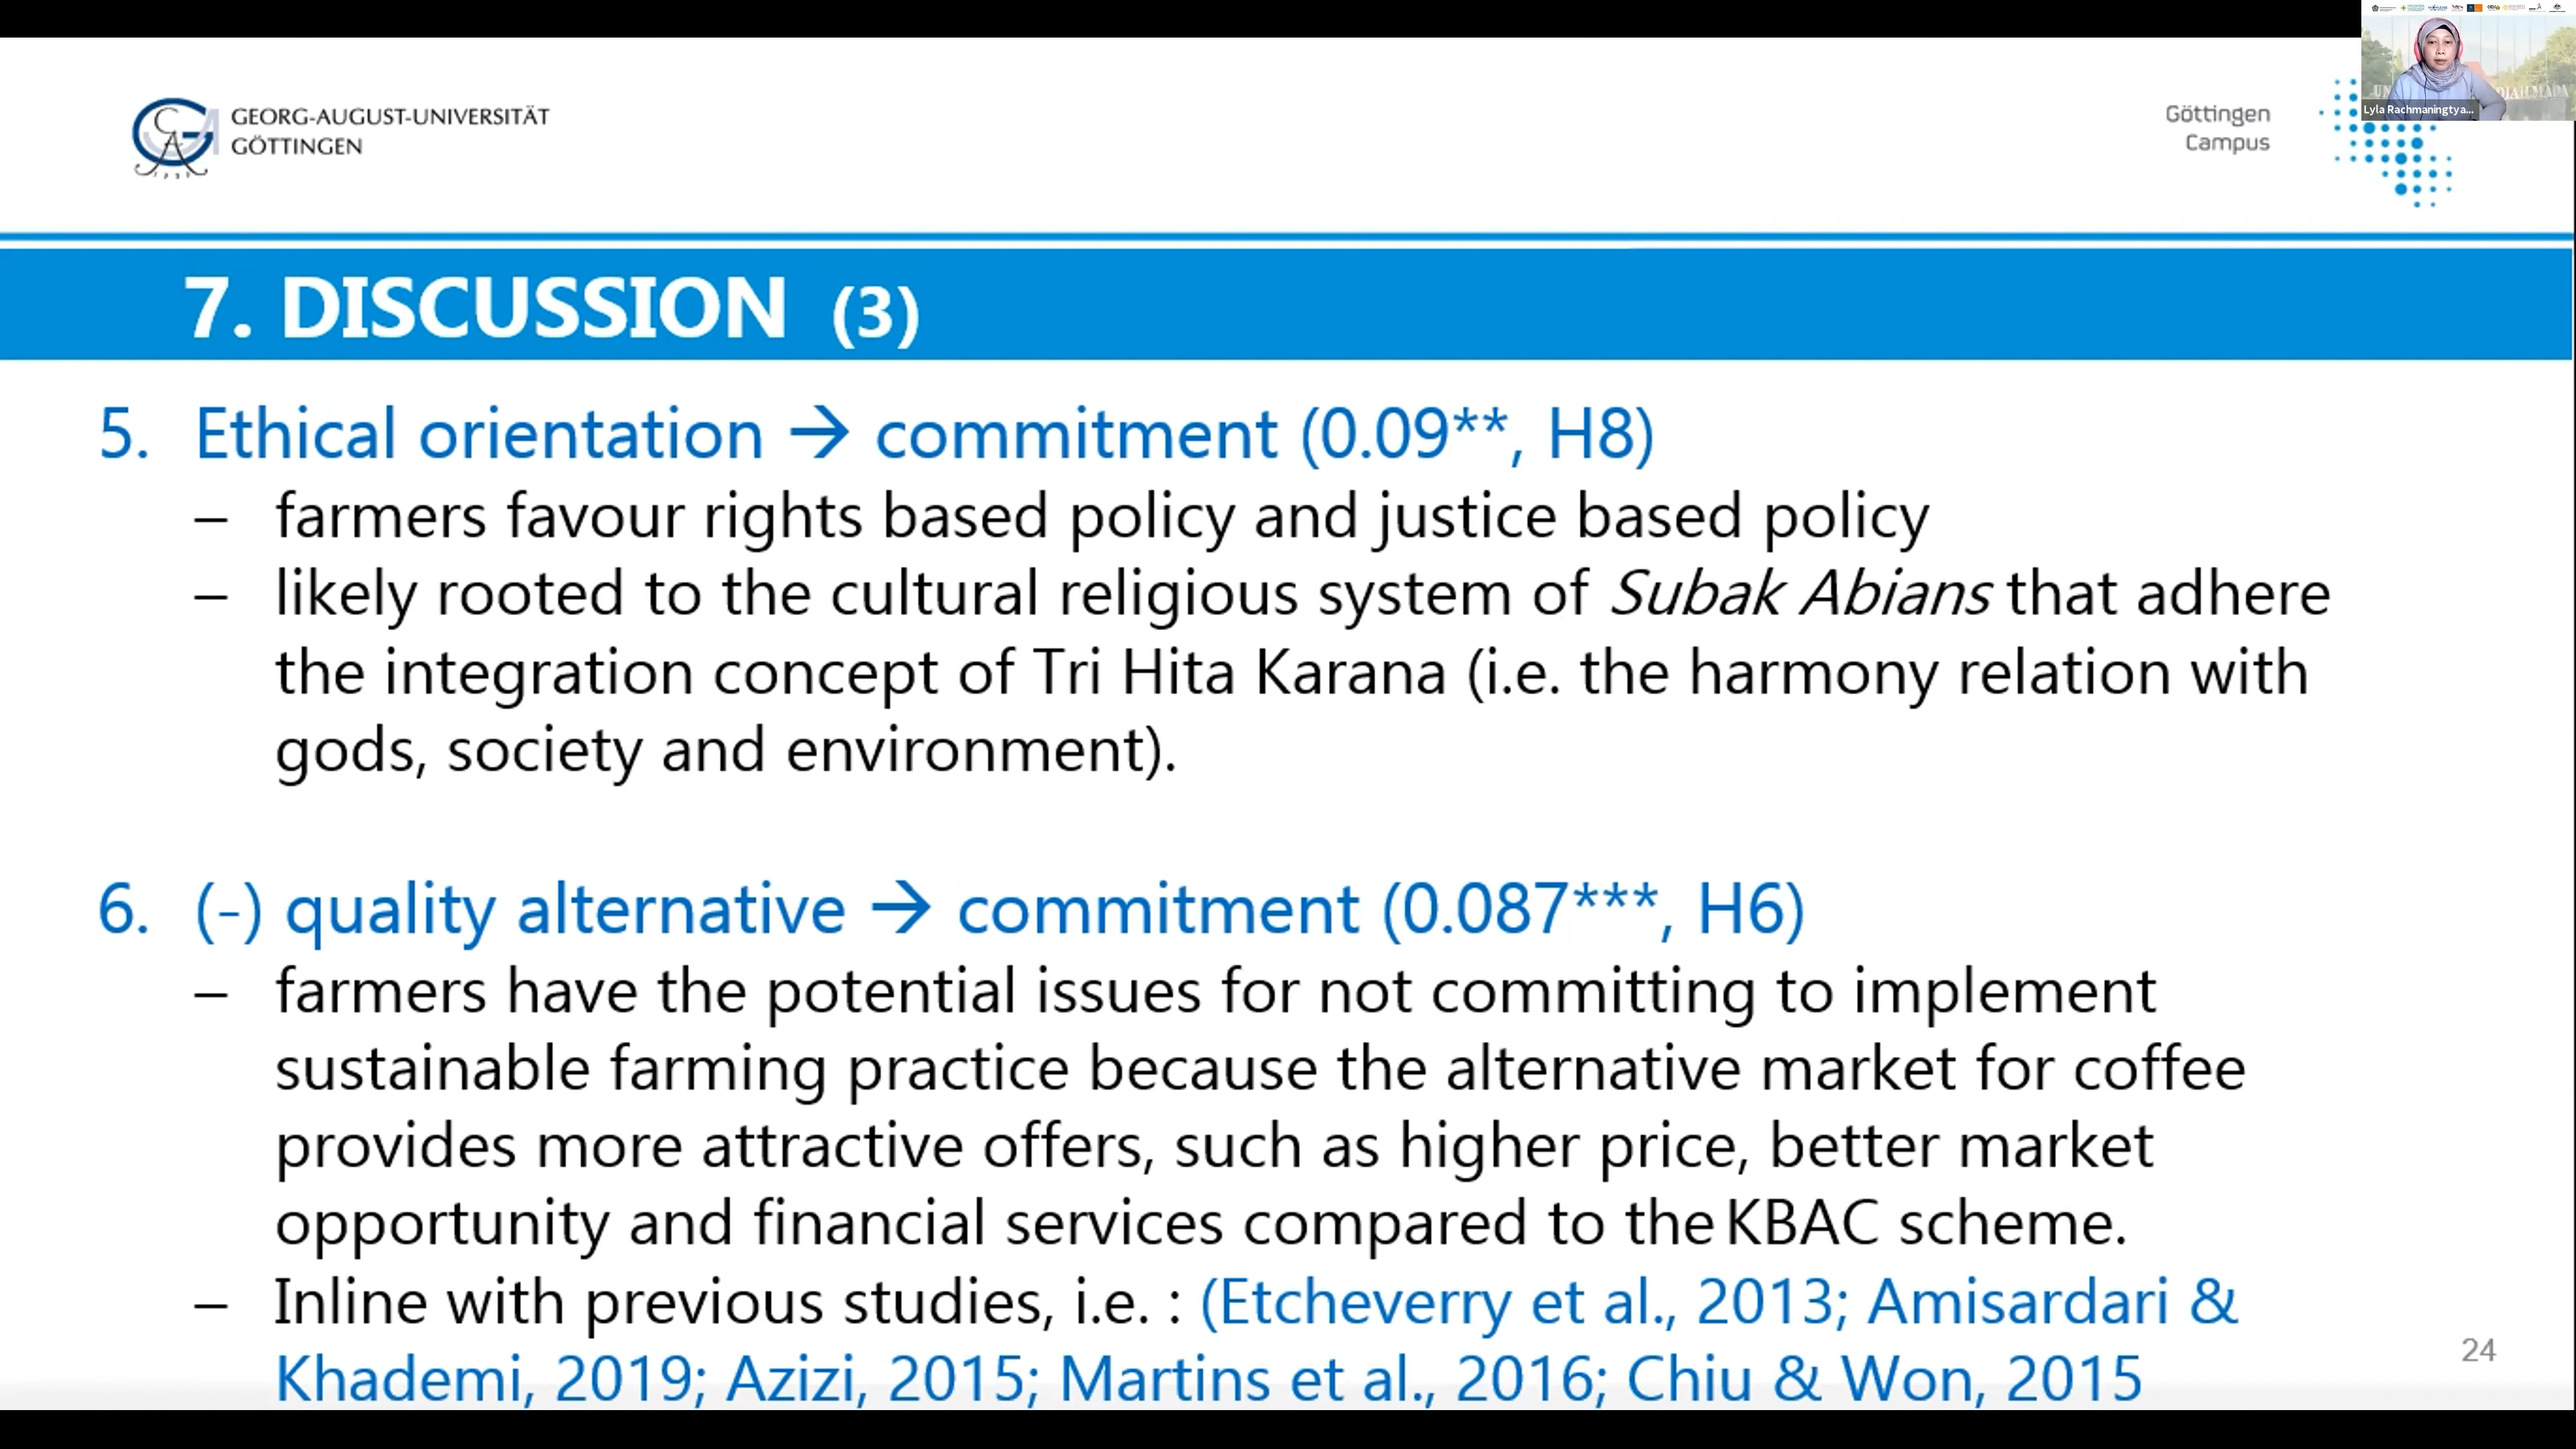 GEORG-AUGUST-UNIVERSITÄT
GÖTTINGEN
Göttingen
Campus
Lyla Rachmaningtya...
7. DISCUSSION (3)
5. Ethical orientation → commitment (0.09**, H8)
– farmers favour rights based policy and justice based policy
– likely rooted to the cultural religious system of Subak Abians that adhere
the integration concept of Tri Hita Karana (i.e. the harmony relation with
gods, society and environment).
6. (-) quality alternative → commitment (0.087***, H6)
– farmers have the potential issues for not committing to implement
sustainable farming practice because the alternative market for coffee
provides more attractive offers, such as higher price, better market
opportunity and financial services compared to the KBAC scheme.
– Inline with previous studies, i.e. : (Etcheverry et al., 2013; Amisardari &
Khademi, 2019; Azizi, 2015; Martins et al., 2016; Chiu & Won, 2015
24